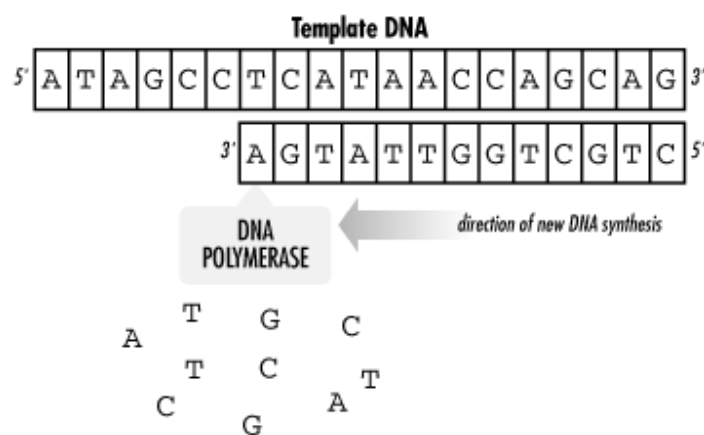 Template DNA
5' A T A G C C T C A T A A C C A G C A G 3'
3' A G T A T T G G T C G T C 5'
DNA
POLYMERASE
direction of new DNA synthesis
T G C
A
T C T
C A
G